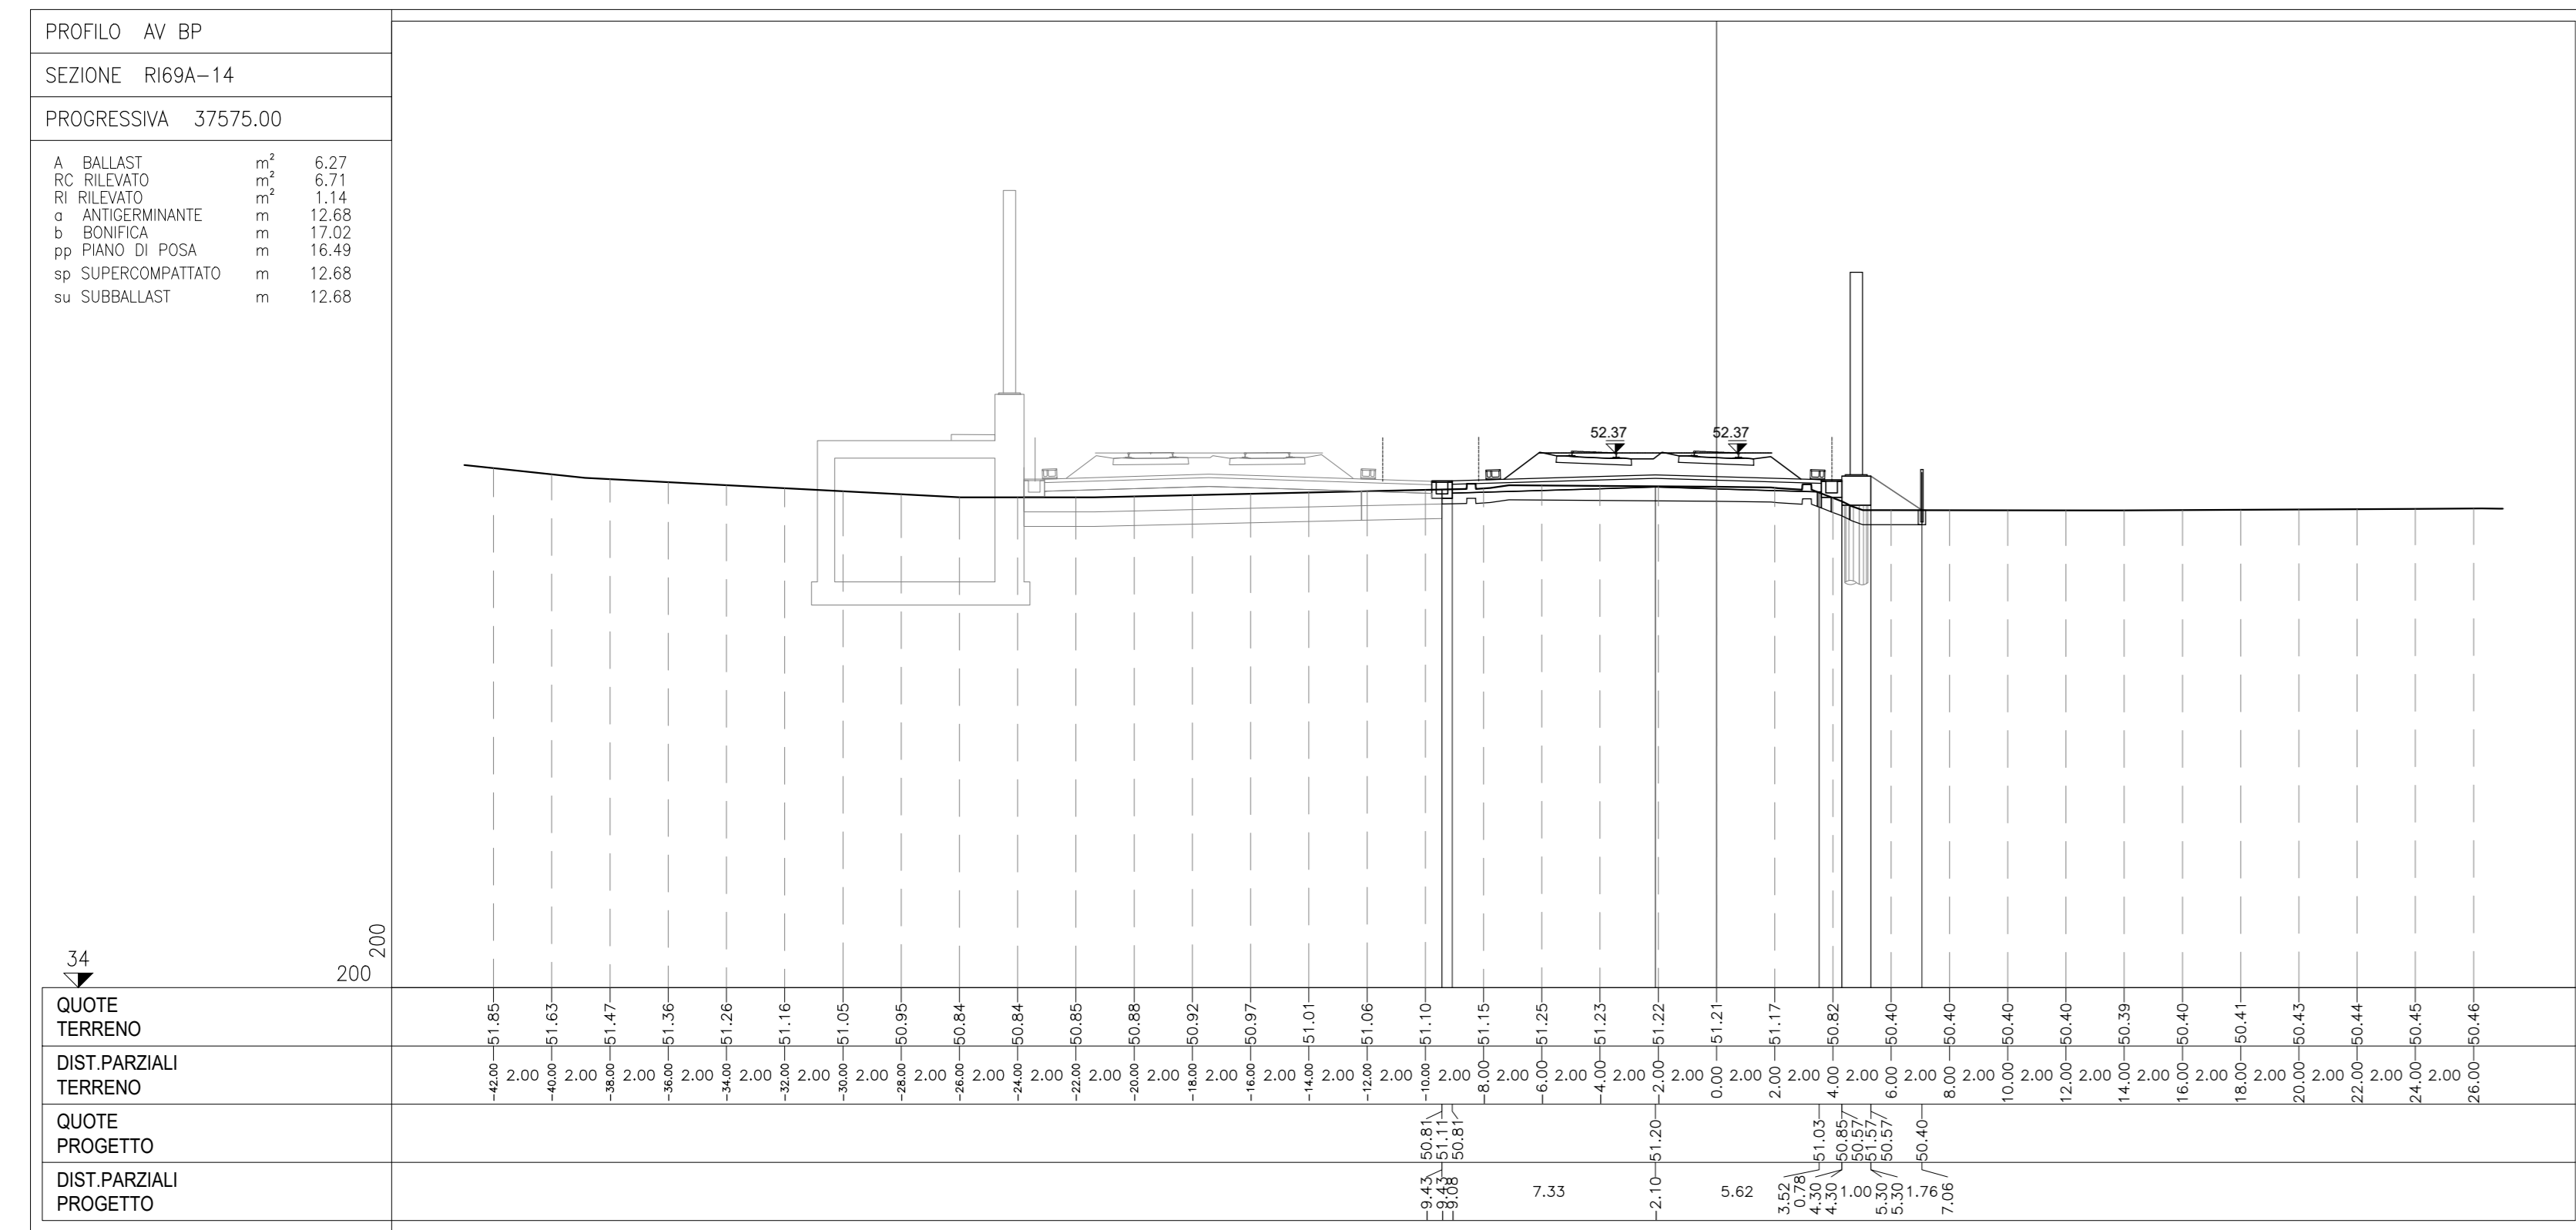 PROFILO AV BP
SEZIONE RI69A-14
PROGRESSIVA 37575.00
A BALLAST m² 6.27
RC RILEVATO m² 6.71
RI RILEVATO m² 1.14
a ANTIGERMINANTE m 12.68
b BONIFICA m 17.02
pp PIANO DI POSA m 16.49
sp SUPERCOMPATTATO m 12.68
su SUBBALLAST m 12.68
52.37 52.37
34
200
200
QUOTE TERRENO
51.85 51.63 51.47 51.36 51.26 51.16 51.05 50.95 50.84 50.84 50.85 50.88 50.92 50.97 51.01 51.06 51.10 51.15 51.25 51.23 51.22 51.21 51.17 50.82 50.40 50.40 50.40 50.40 50.39 50.40 50.41 50.43 50.44 50.45 50.46
DIST.PARZIALI TERRENO
-42.00 2.00 -40.00 2.00 -38.00 2.00 -36.00 2.00 -34.00 2.00 -32.00 2.00 -30.00 2.00 -28.00 2.00 -26.00 2.00 -24.00 2.00 -22.00 2.00 -20.00 2.00 -18.00 2.00 -16.00 2.00 -14.00 2.00 -12.00 2.00 -10.00 2.00 -8.00 2.00 -6.00 2.00 -4.00 2.00 -2.00 2.00 0.00 2.00 2.00 2.00 4.00 2.00 6.00 2.00 8.00 2.00 10.00 2.00 12.00 2.00 14.00 2.00 16.00 2.00 18.00 2.00 20.00 2.00 22.00 2.00 24.00 2.00 26.00
QUOTE PROGETTO
50.81 51.11 50.81 51.20 51.03 50.85 50.57 51.57 50.57 50.40
DIST.PARZIALI PROGETTO
-9.43 -9.43 -9.08 7.33 -2.10 5.62 3.52 0.78 4.30 4.30 1.00 5.30 5.30 1.76 7.06